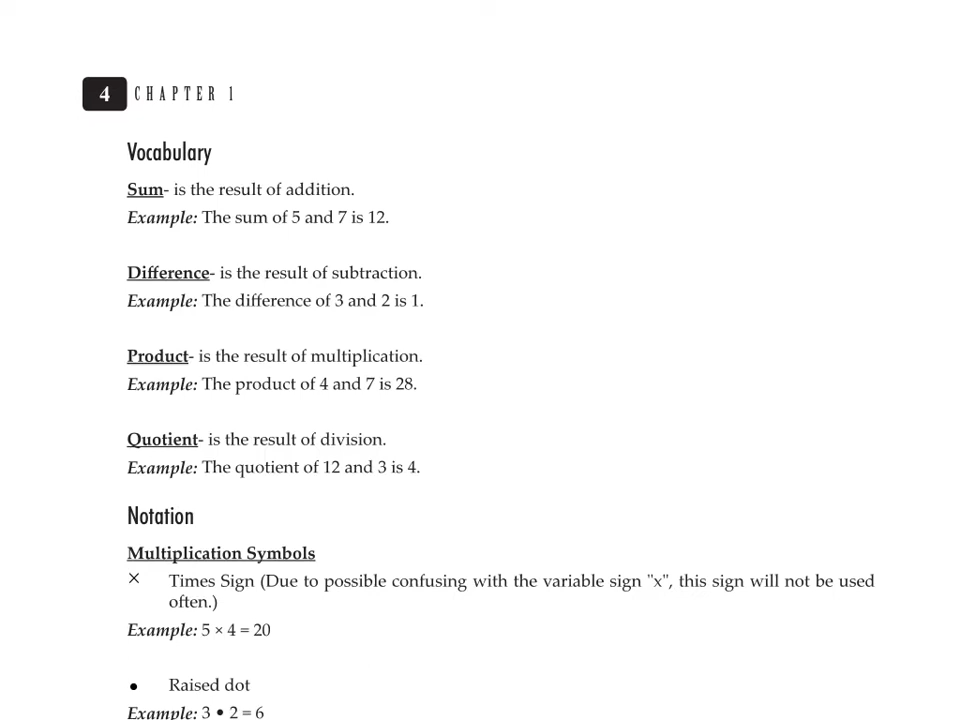 4 CHAPTER 1
Vocabulary
Sum- is the result of addition.
Example: The sum of 5 and 7 is 12.
Difference- is the result of subtraction.
Example: The difference of 3 and 2 is 1.
Product- is the result of multiplication.
Example: The product of 4 and 7 is 28.
Quotient- is the result of division.
Example: The quotient of 12 and 3 is 4.
Notation
Multiplication Symbols
× Times Sign (Due to possible confusing with the variable sign "x", this sign will not be used
often.)
Example: 5 × 4 = 20
• Raised dot
Example: 3 • 2 = 6